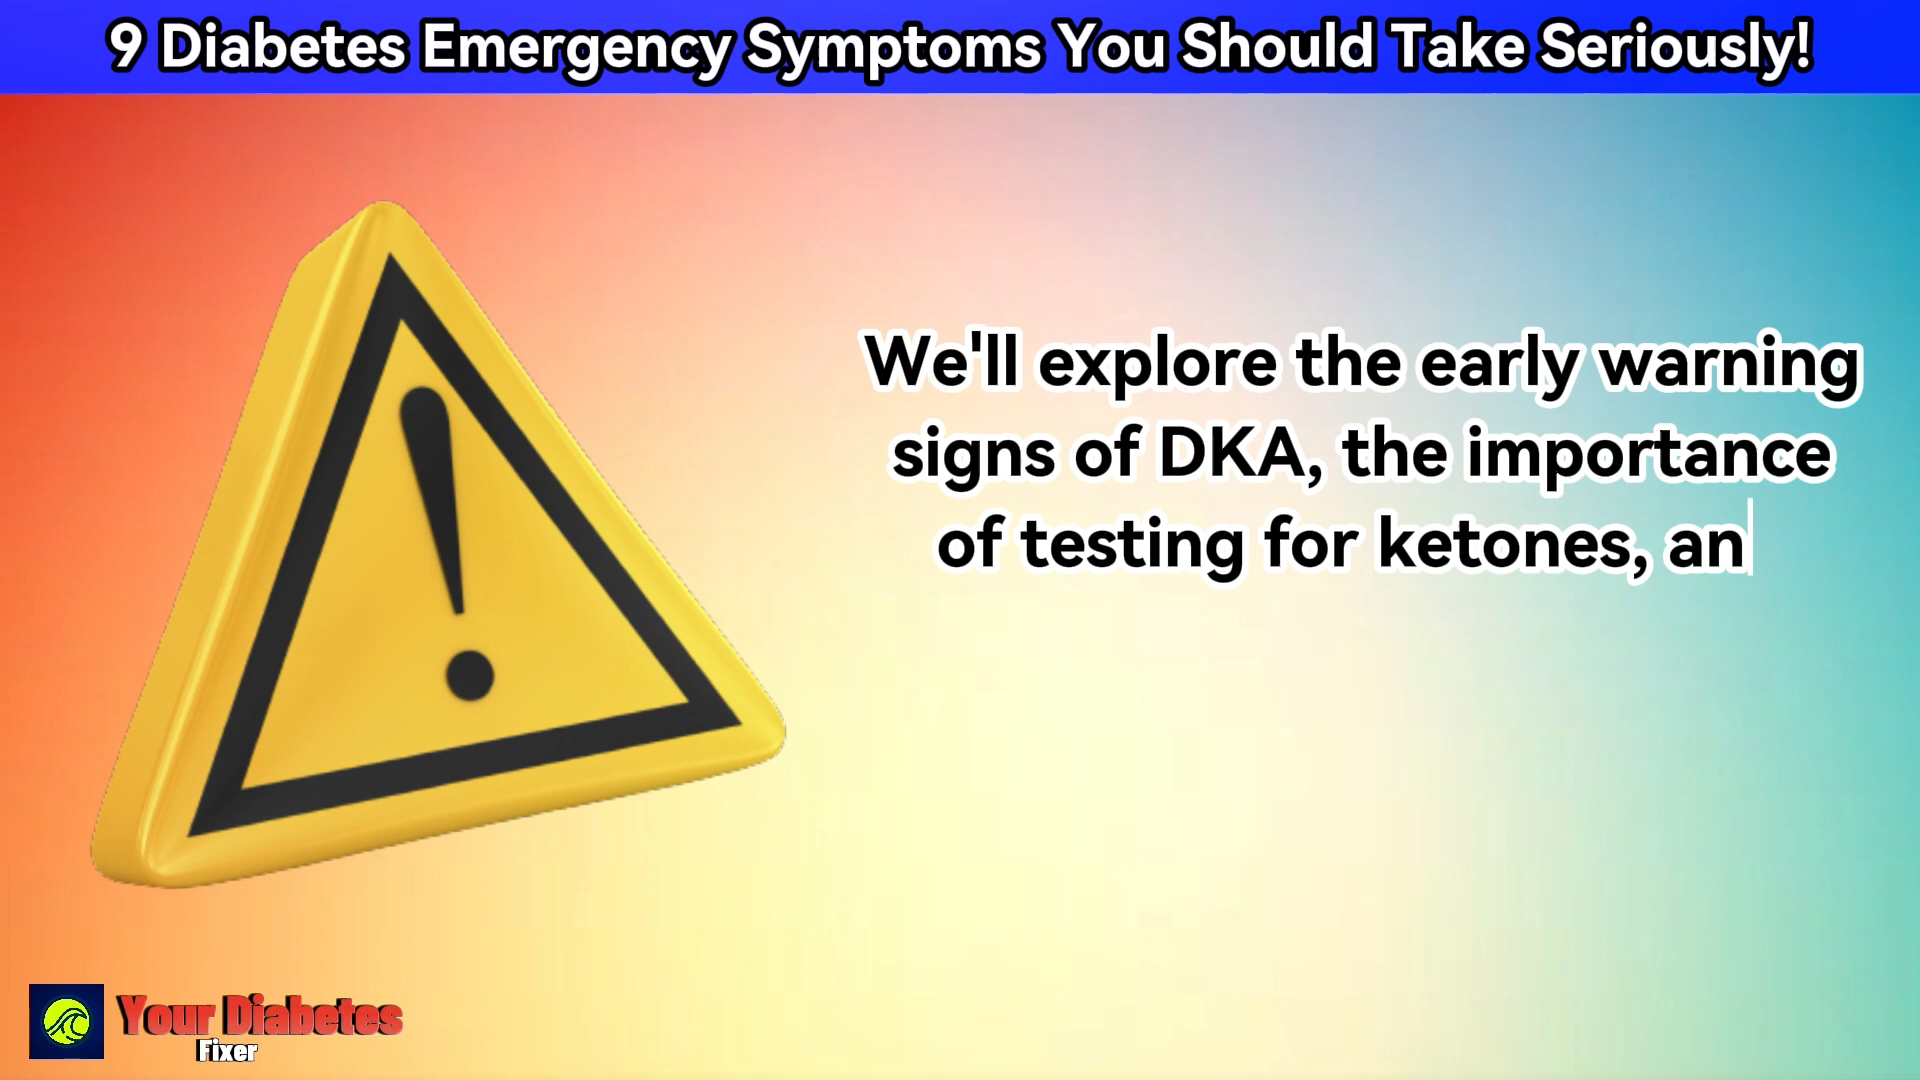 9 Diabetes Emergency Symptoms You Should Take Seriously!
We'll explore the early warning
signs of DKA, the importance
of testing for ketones, an
Your Diabetes
Fixer